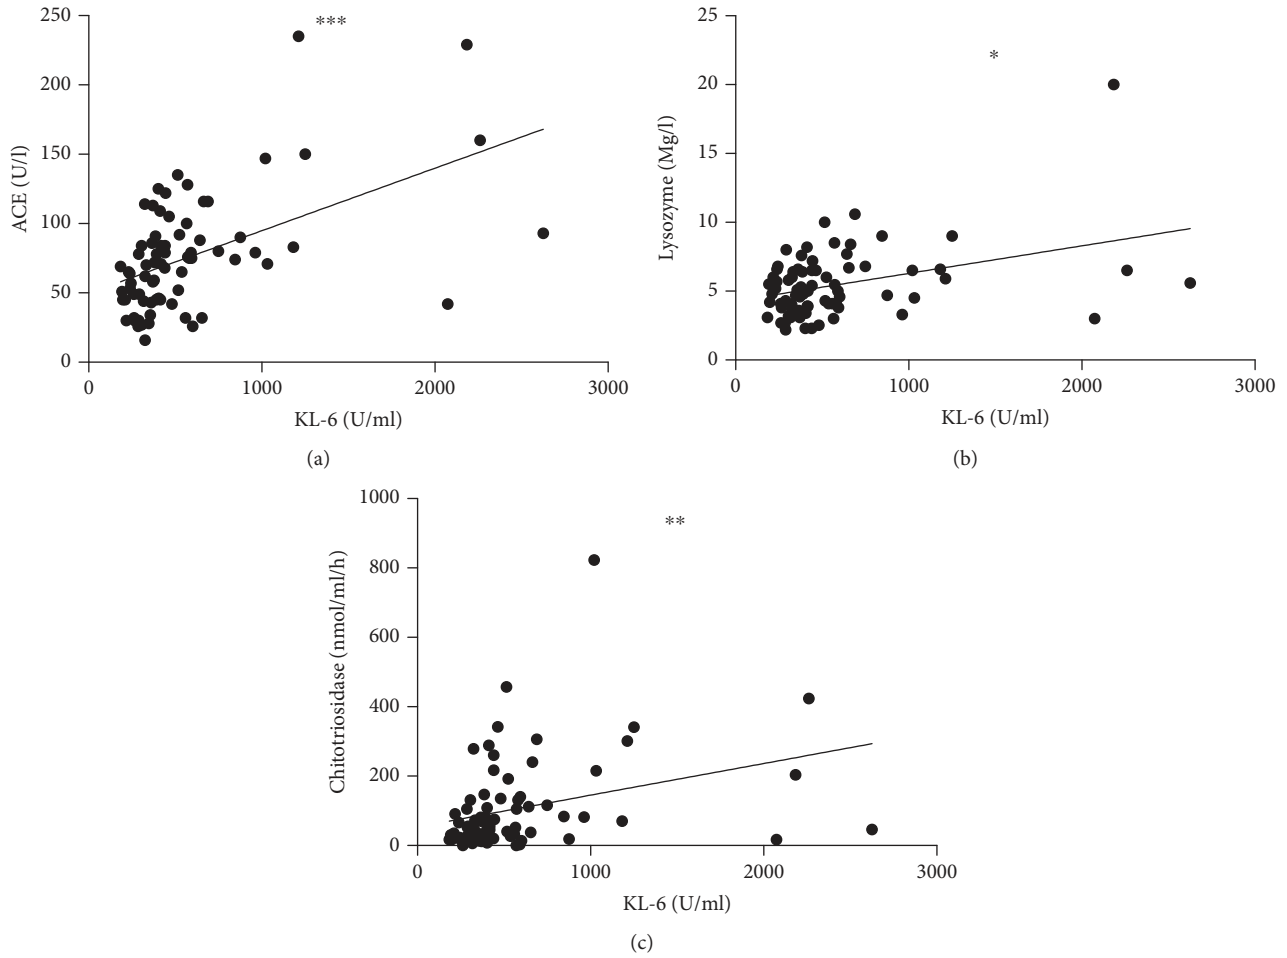 250
200
150
100
50
0
ACE (U/l)
***
0 1000 2000 3000
KL-6 (U/ml)
(a)
25
20
15
10
5
0
Lysozyme (Mg/l)
*
0 1000 2000 3000
KL-6 (U/ml)
(b)
1000
800
600
400
200
0
Chitotriosidase (nmol/ml/h)
**
0 1000 2000 3000
KL-6 (U/ml)
(c)